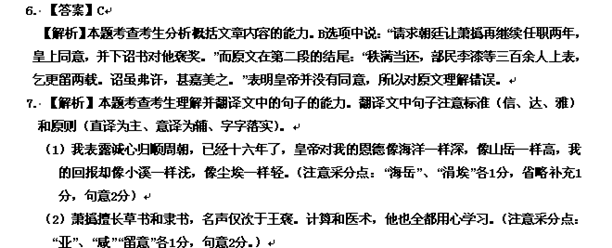 6. 【答案】C
【解析】本题考查考生分析概括文章内容的能力。B选项中说：“请求朝廷让萧撝再继续任职两年，
皇上同意，并下诏书对他褒奖。”而原文在第二段的结尾：“秩满当还，部民李漆等三百余人上表，
乞更留两载。诏虽弗许，甚嘉美之。”表明皇帝并没有同意，所以对原文理解错误。
7. 【解析】本题考查考生理解并翻译文中的句子的能力。翻译文中句子注意标准（信、达、雅）
和原则（直译为主、意译为辅、字字落实）。
（1）我表露诚心归顺周朝，已经十六年了，皇帝对我的恩德像海洋一样深，像山岳一样高，我
的回报却像小溪一样浅，像尘埃一样轻。（注意采分点：“海岳”、“涓埃”各1分，省略补充1
分，句意2分）
（2）萧撝擅长草书和隶书，名声仅次于王褒。计算和医术，他也全都用心学习。（注意采分点：
“亚”、“咸”“留意”各1分，句意2分。）